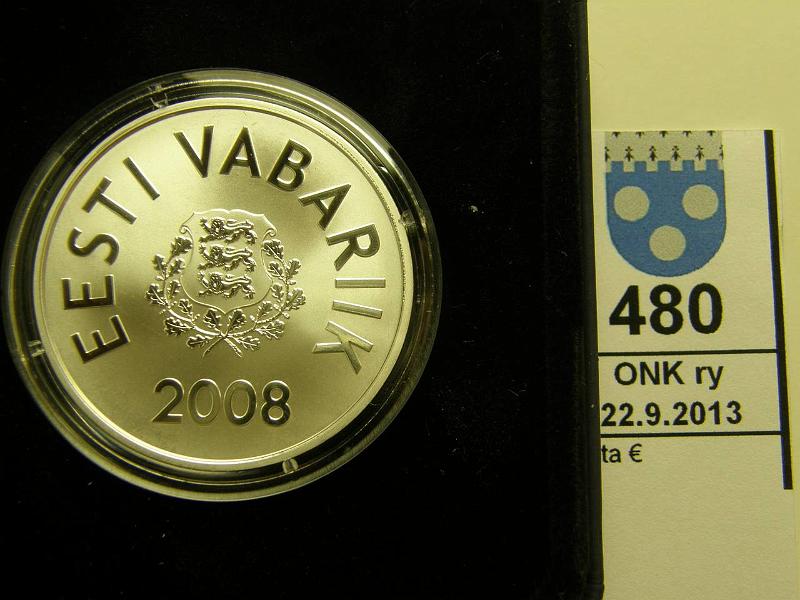 EESTI VABARIIK
2008
480
ONK ry
22.9.2013
ta €